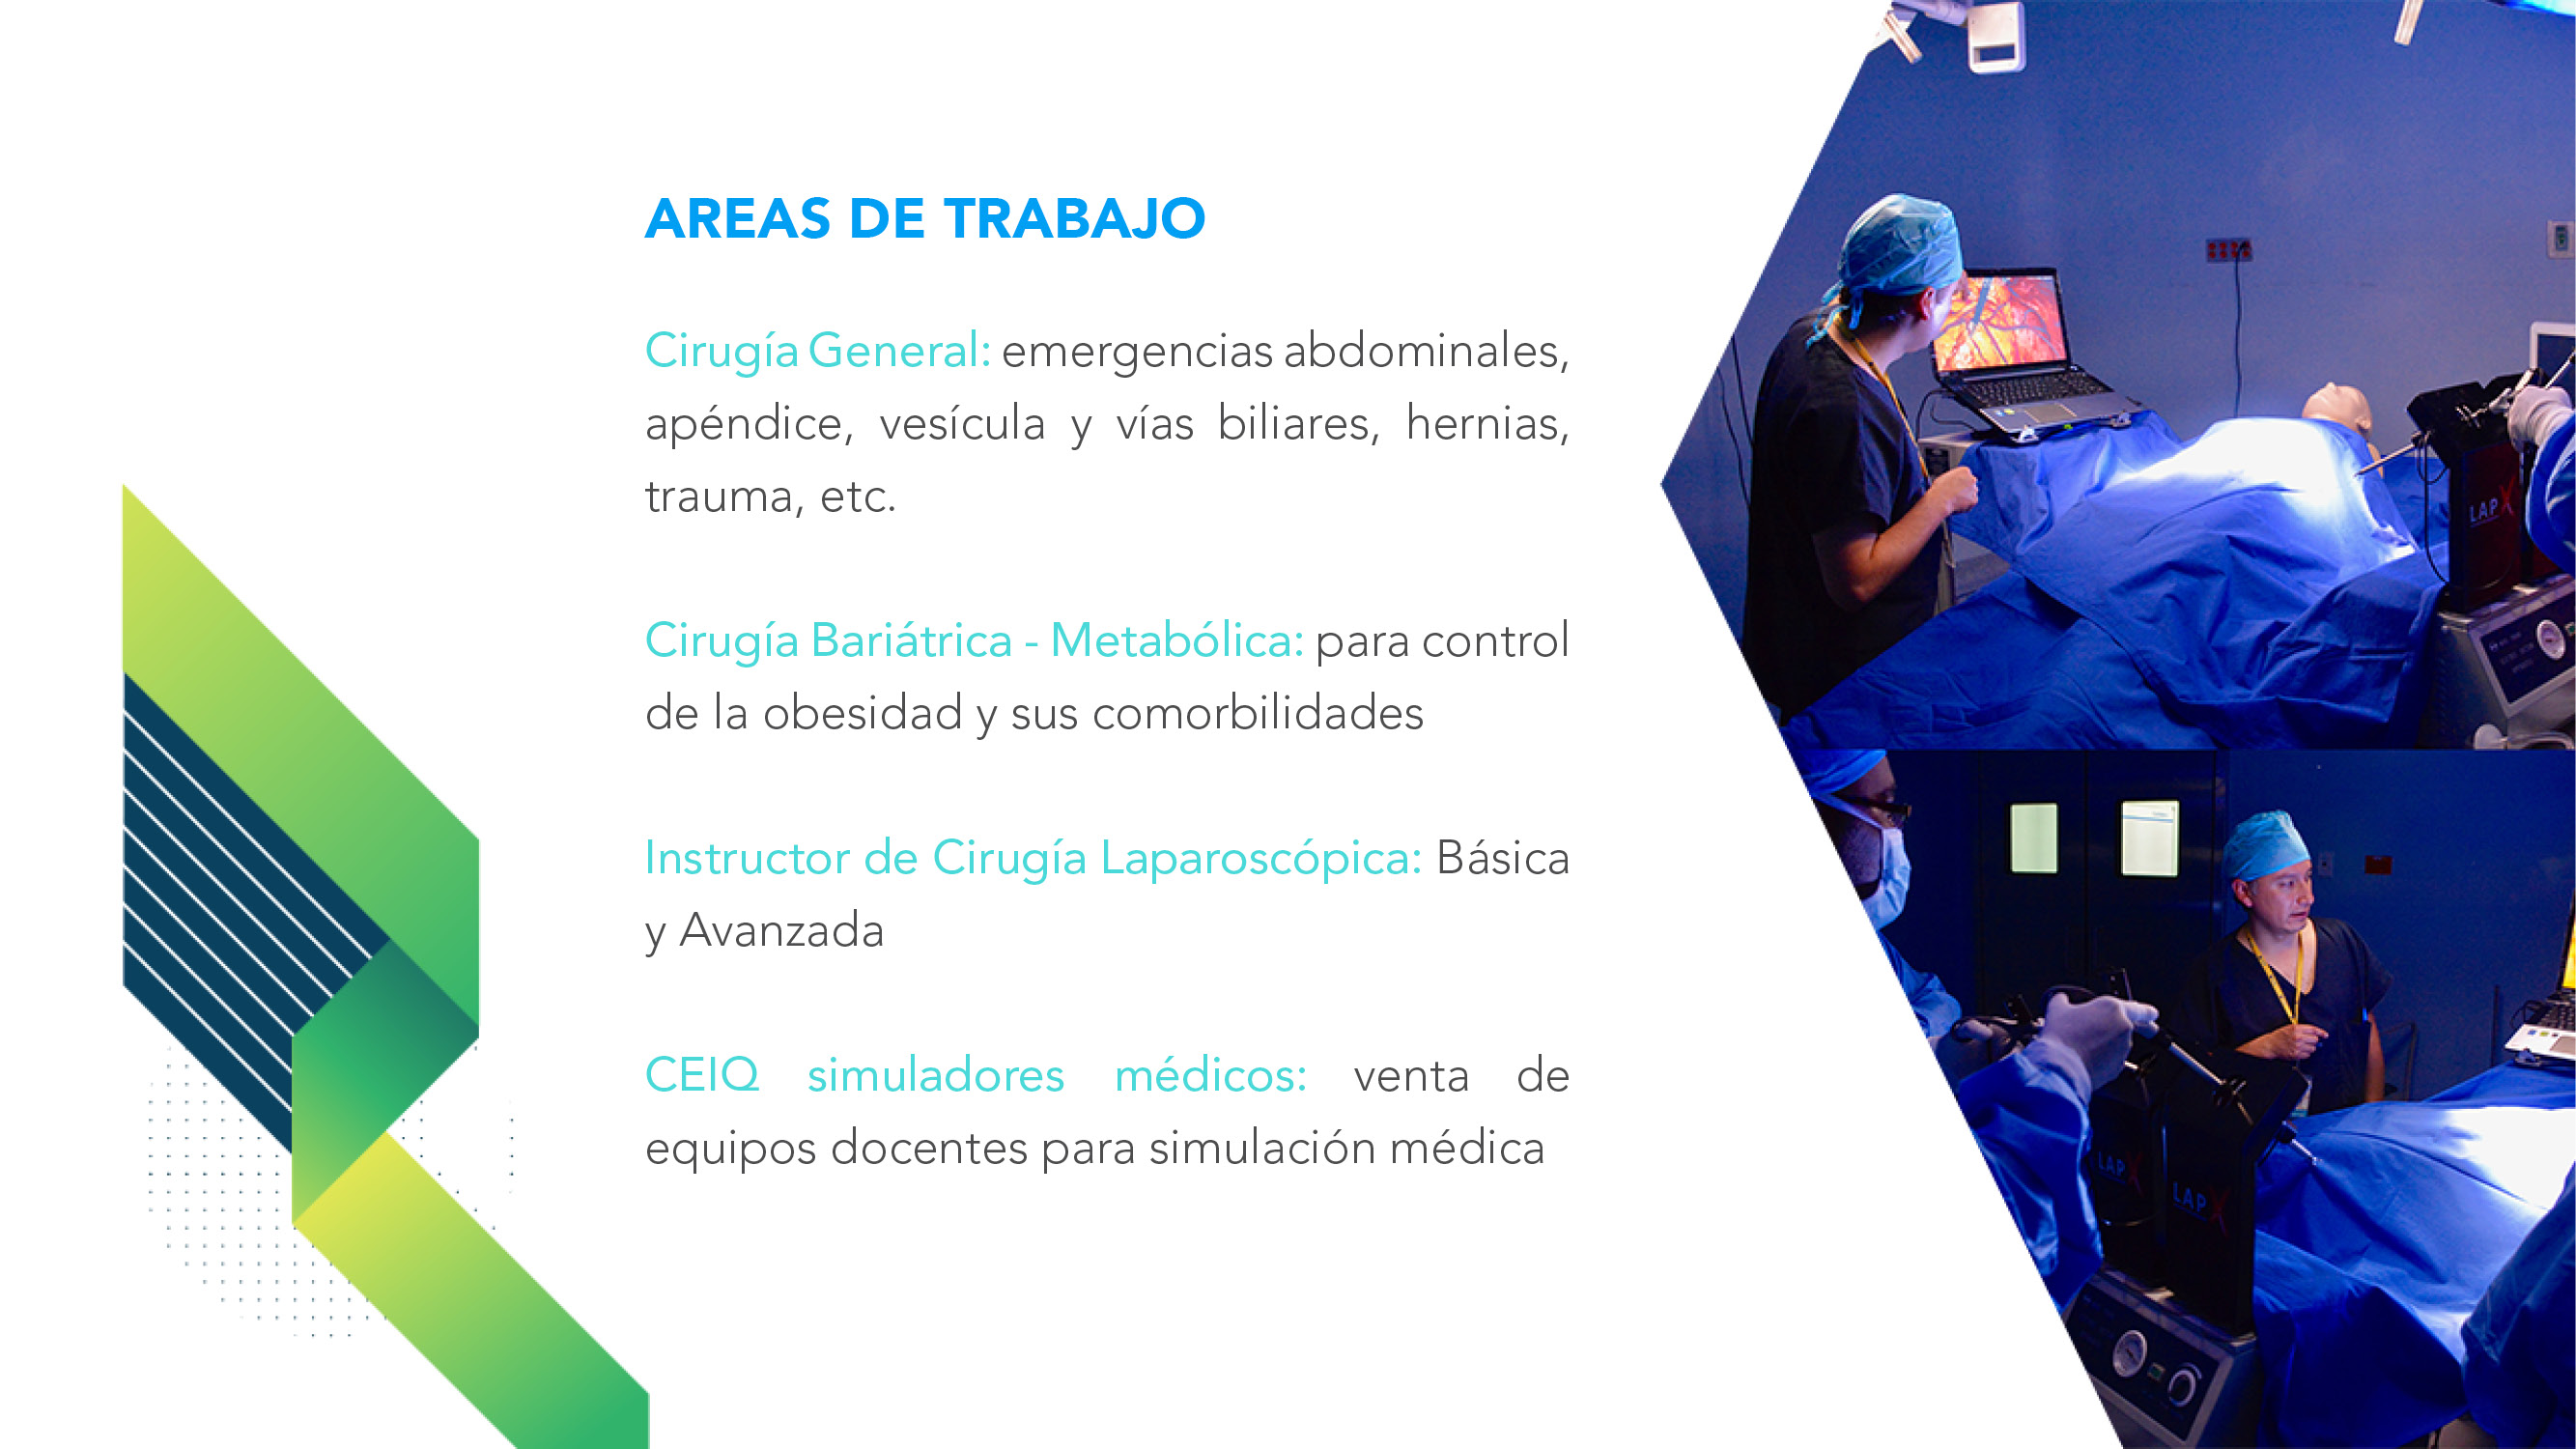 AREAS DE TRABAJO
Cirugía General: emergencias abdominales,
apéndice, vesícula y vías biliares, hernias,
trauma, etc.
Cirugía Bariátrica - Metabólica: para control
de la obesidad y sus comorbilidades
Instructor de Cirugía Laparoscópica: Básica
y Avanzada
CEIQ simuladores médicos: venta de
equipos docentes para simulación médica
LAP X
LAP X
LAP X